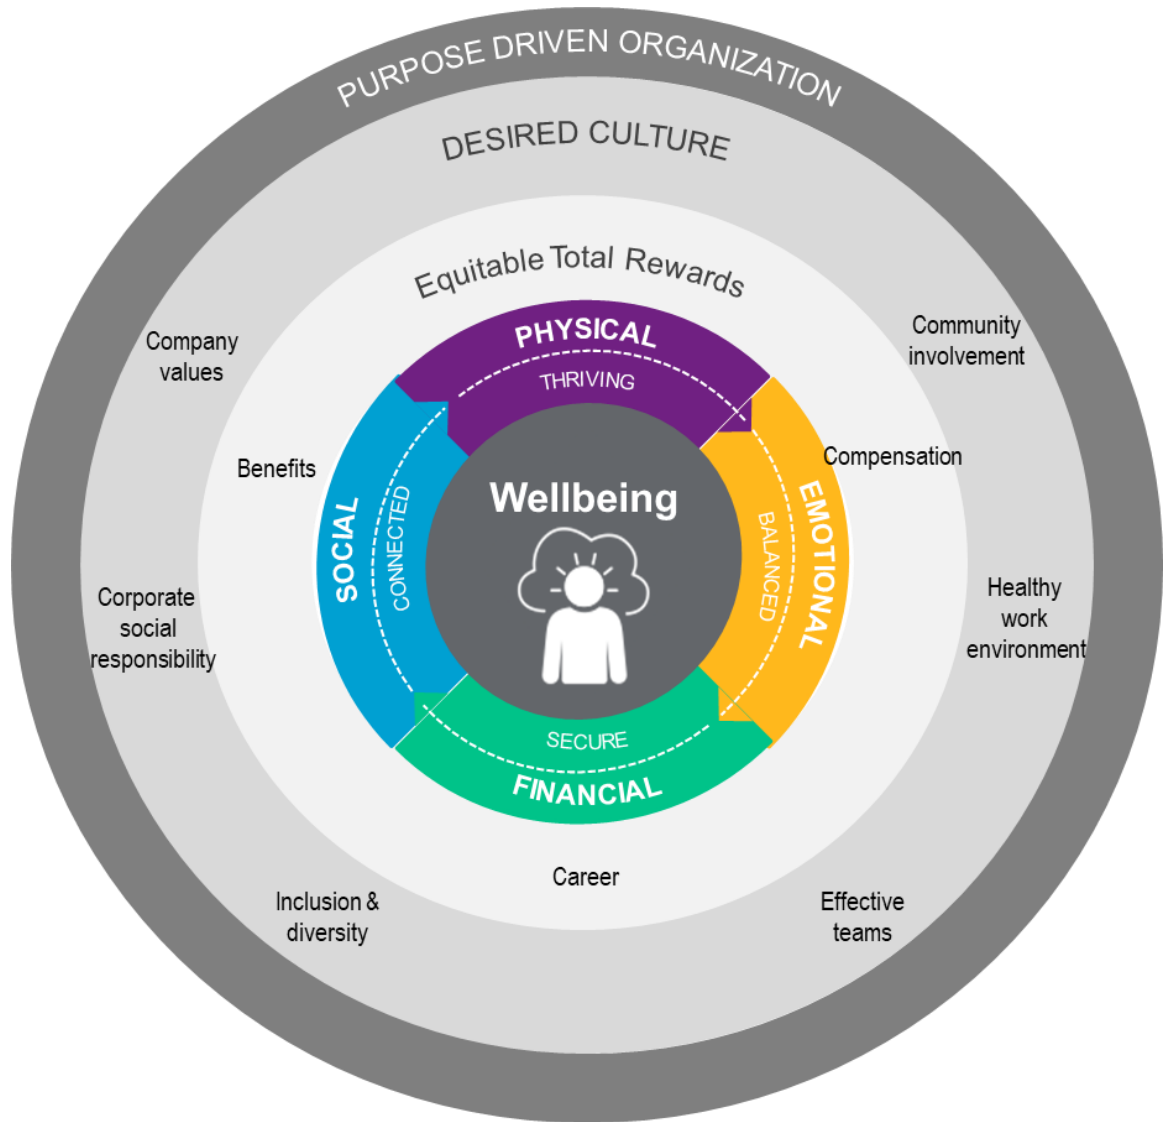 PURPOSE DRIVEN ORGANIZATION
DESIRED CULTURE
Equitable Total Rewards
PHYSICAL
THRIVING
Company
values
Community
involvement
Benefits
Compensation
SOCIAL
CONNECTED
Wellbeing
BALANCED
EMOTIONAL
Corporate
social
responsibility
Healthy
work
environment
SECURE
FINANCIAL
Career
Inclusion &
diversity
Effective
teams